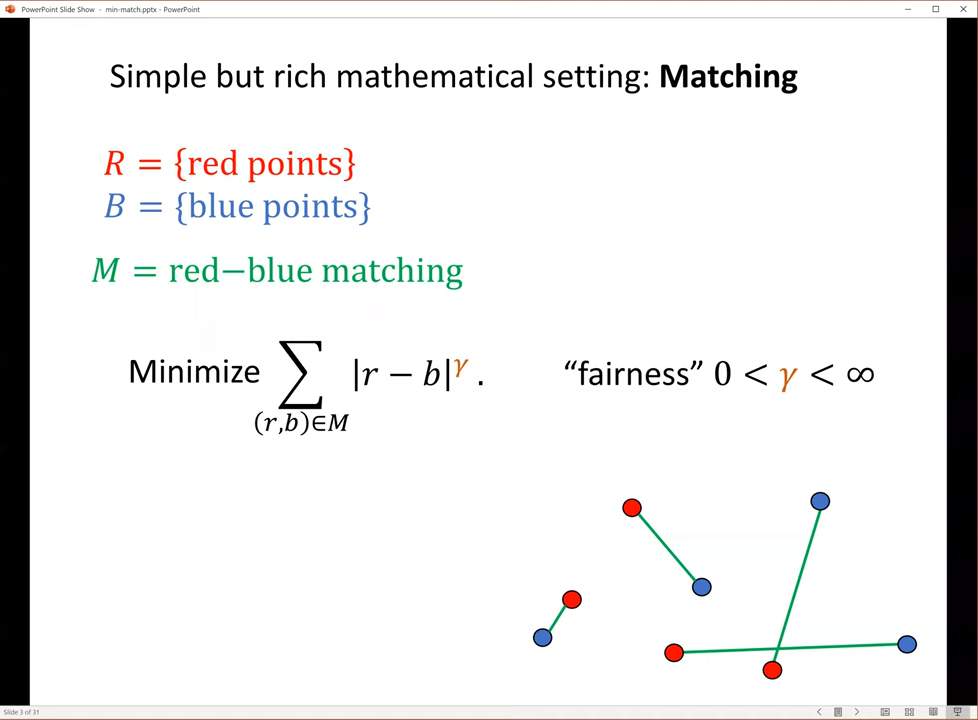 PowerPoint Slide Show - min-match.pptx - PowerPoint
Simple but rich mathematical setting: Matching
R = {red points}
B = {blue points}
M = red−blue matching
Minimize ∑ |r − b|^γ . “fairness” 0 < γ < ∞
(r,b)∈M
Slide 3 of 31